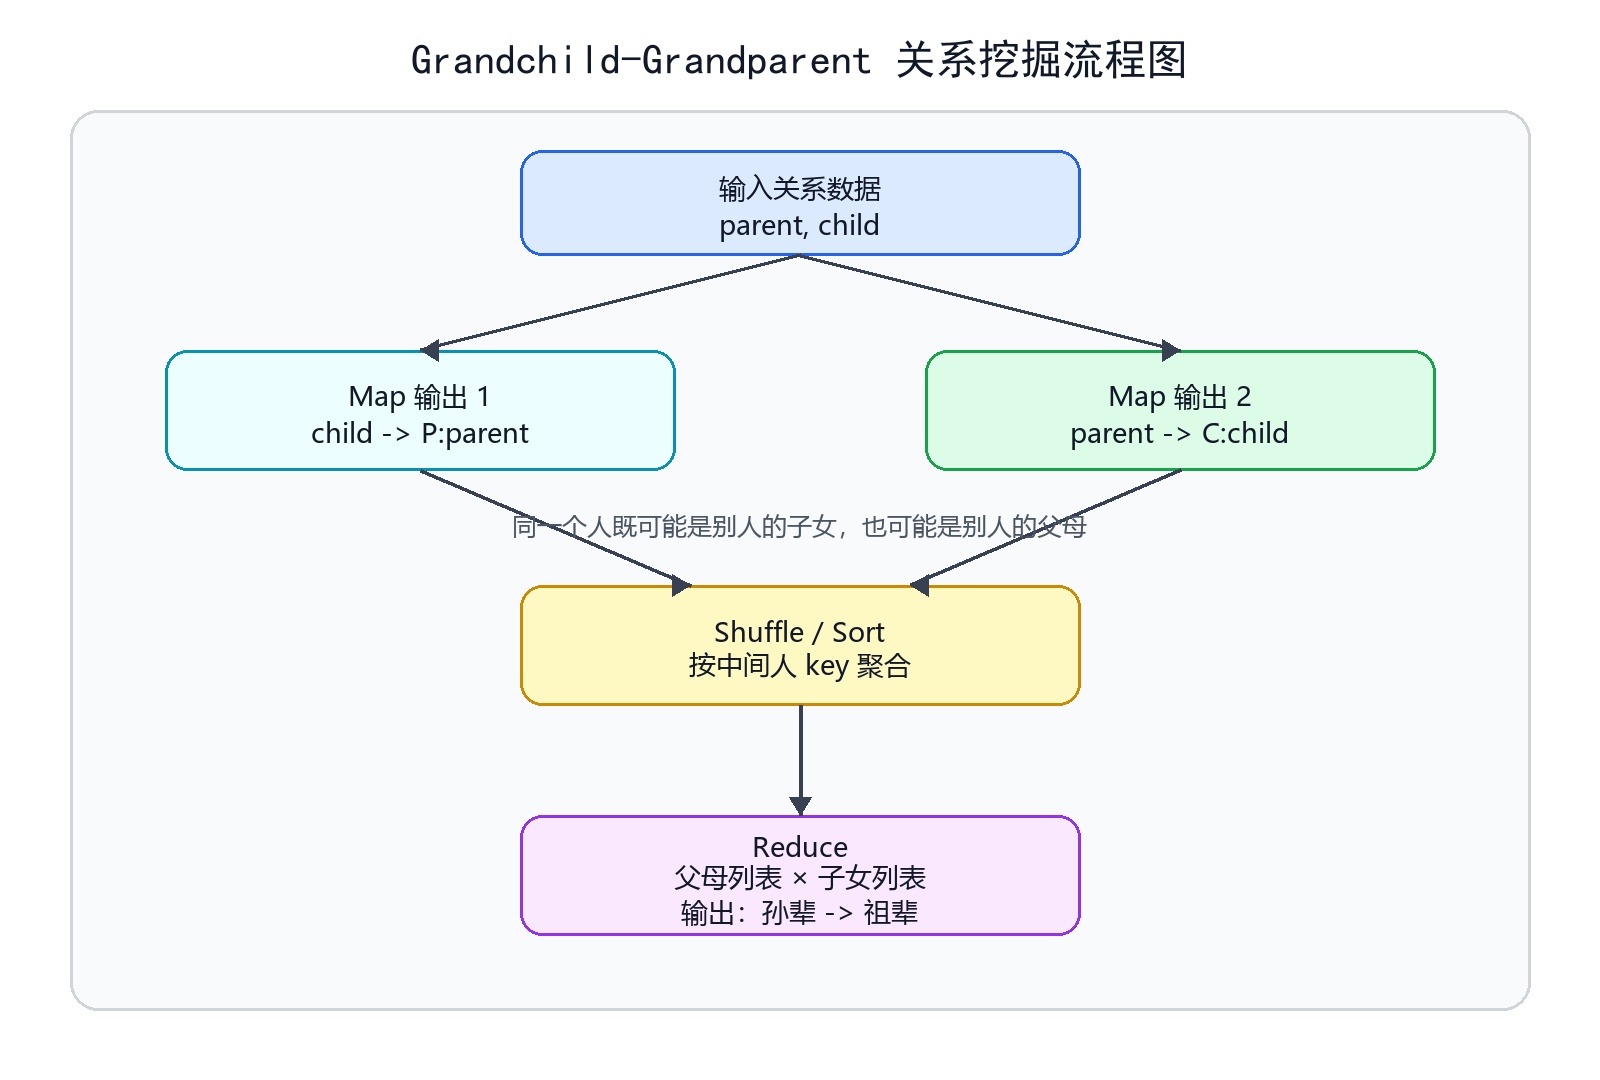 Grandchild-Grandparent 关系挖掘流程图
输入关系数据
parent, child
Map 输出 1
child -> P:parent
Map 输出 2
parent -> C:child
同一个人既可能是别人的子女，也可能是别人的父母
Shuffle / Sort
按中间人 key 聚合
Reduce
父母列表 × 子女列表
输出：孙辈 -> 祖辈